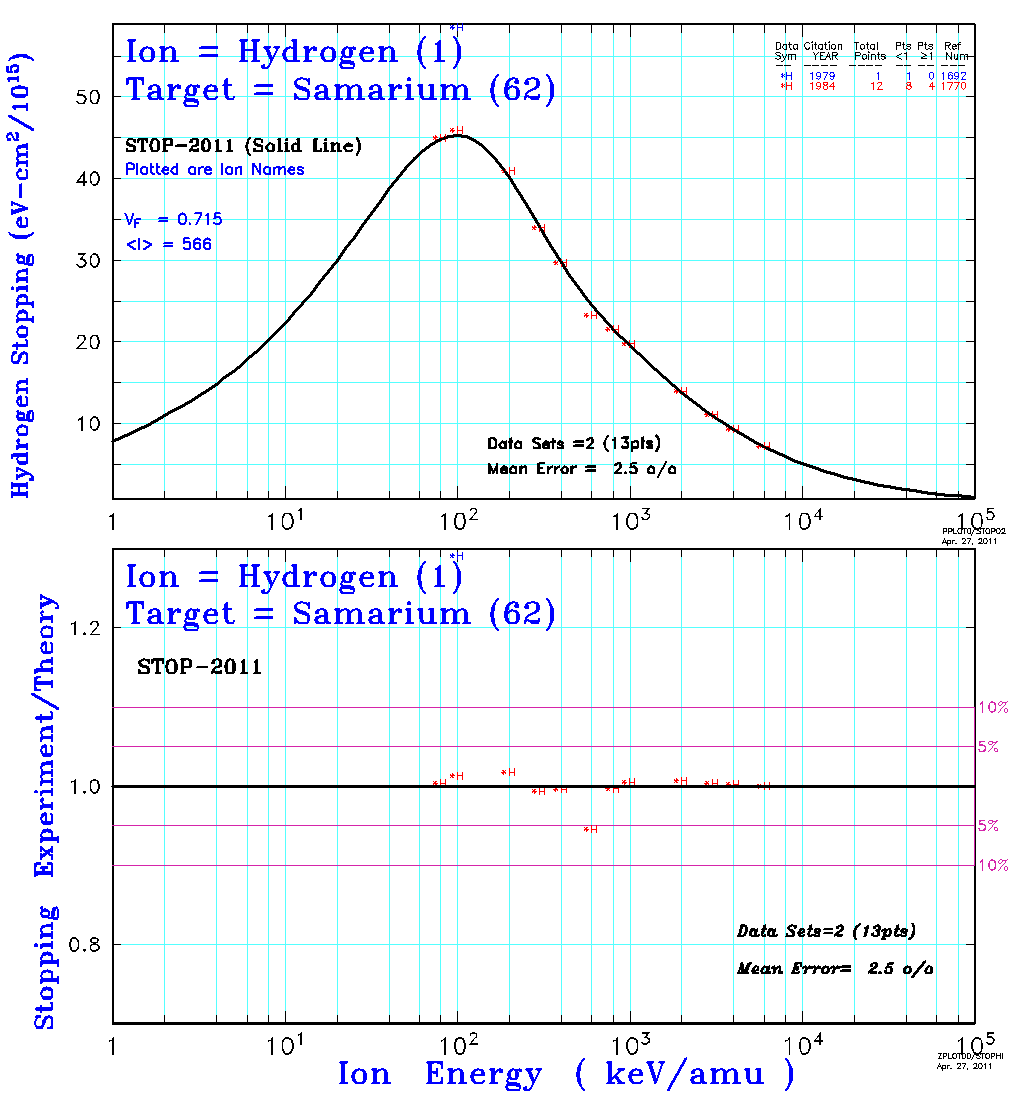 Ion = Hydrogen (1)
Target = Samarium (62)
STOP-2011 (Solid Line)
Plotted are Ion Names
V_F = 0.715
<I> = 566
Data Citation Total Pts Pts Ref
Sym YEAR Points <1 ≥1 Num
*H 1979 1 1 0 1692
*H 1984 12 8 4 1770
Hydrogen Stopping (eV-cm²/10¹⁵)
50
40
30
20
10
*H
*H *H *H *H *H *H *H *H *H *H *H *H
Data Sets =2 (13pts)
Mean Error = 2.5 o/o
1 10¹ 10² 10³ 10⁴ 10⁵
PPLOT0/STOP02
Apr. 27, 2011
Ion = Hydrogen (1)
Target = Samarium (62)
STOP-2011
Stopping Experiment/Theory
1.2
1.0
0.8
*H
*H *H *H *H *H *H *H *H *H *H *H *H
10%
5%
5%
10%
Data Sets=2 (13pts)
Mean Error= 2.5 o/o
1 10¹ 10² 10³ 10⁴ 10⁵
Ion Energy ( keV/amu )
Apr. 27, 2011